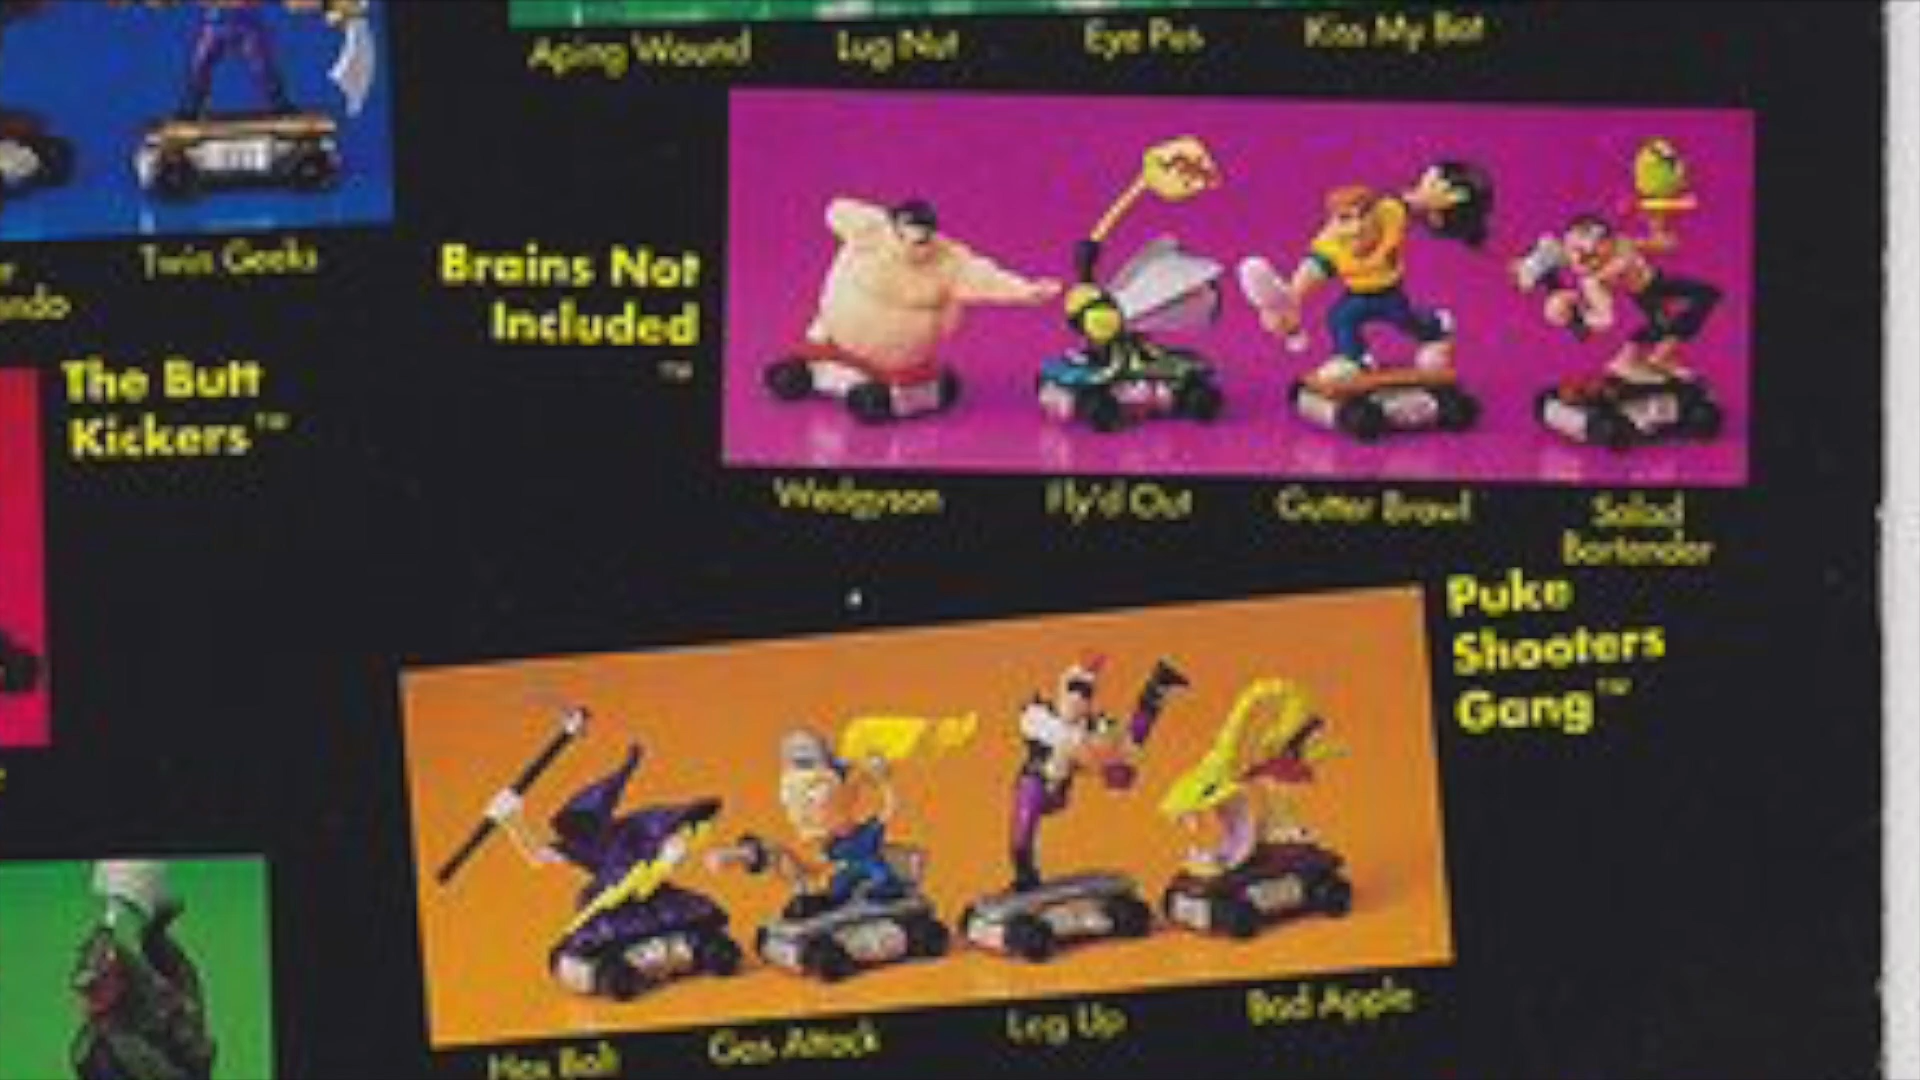 Aping Wound
Lug Nut
Eye Pus
Kiss My Bat
Twin Geeks
Brains Not
Included
™
The Butt
Kickers™
Wedgyson
Fly'd Out
Gutter Brawl
Salad
Bartender
Puke
Shooters
Gang™
Hex Bolt
Gas Attack
Leg Up
Bad Apple